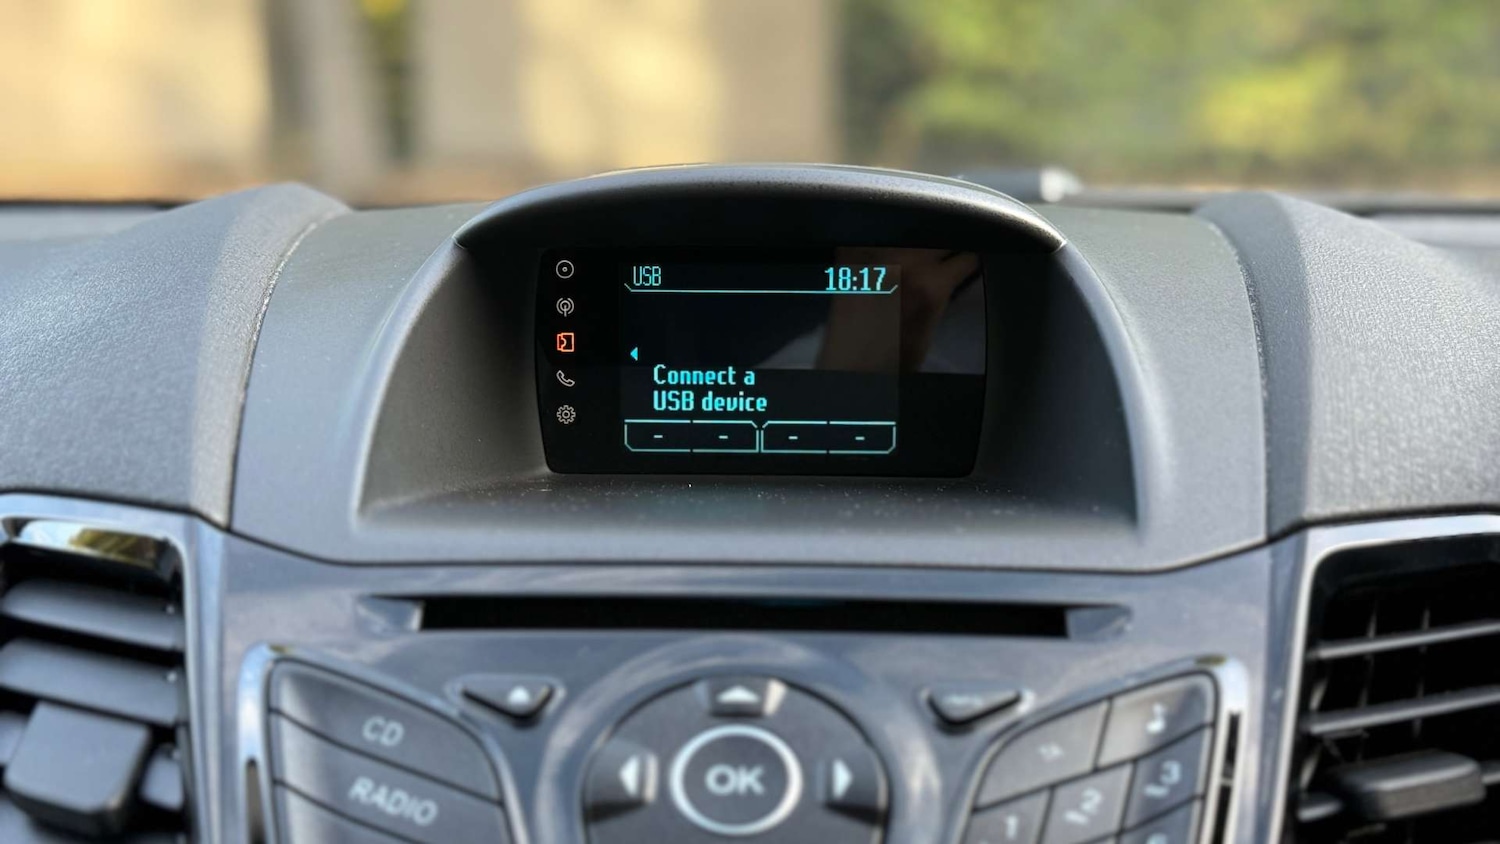 USB 18:17
Connect a
USB device
- - - -
CD
RADIO
OK
1 2 3